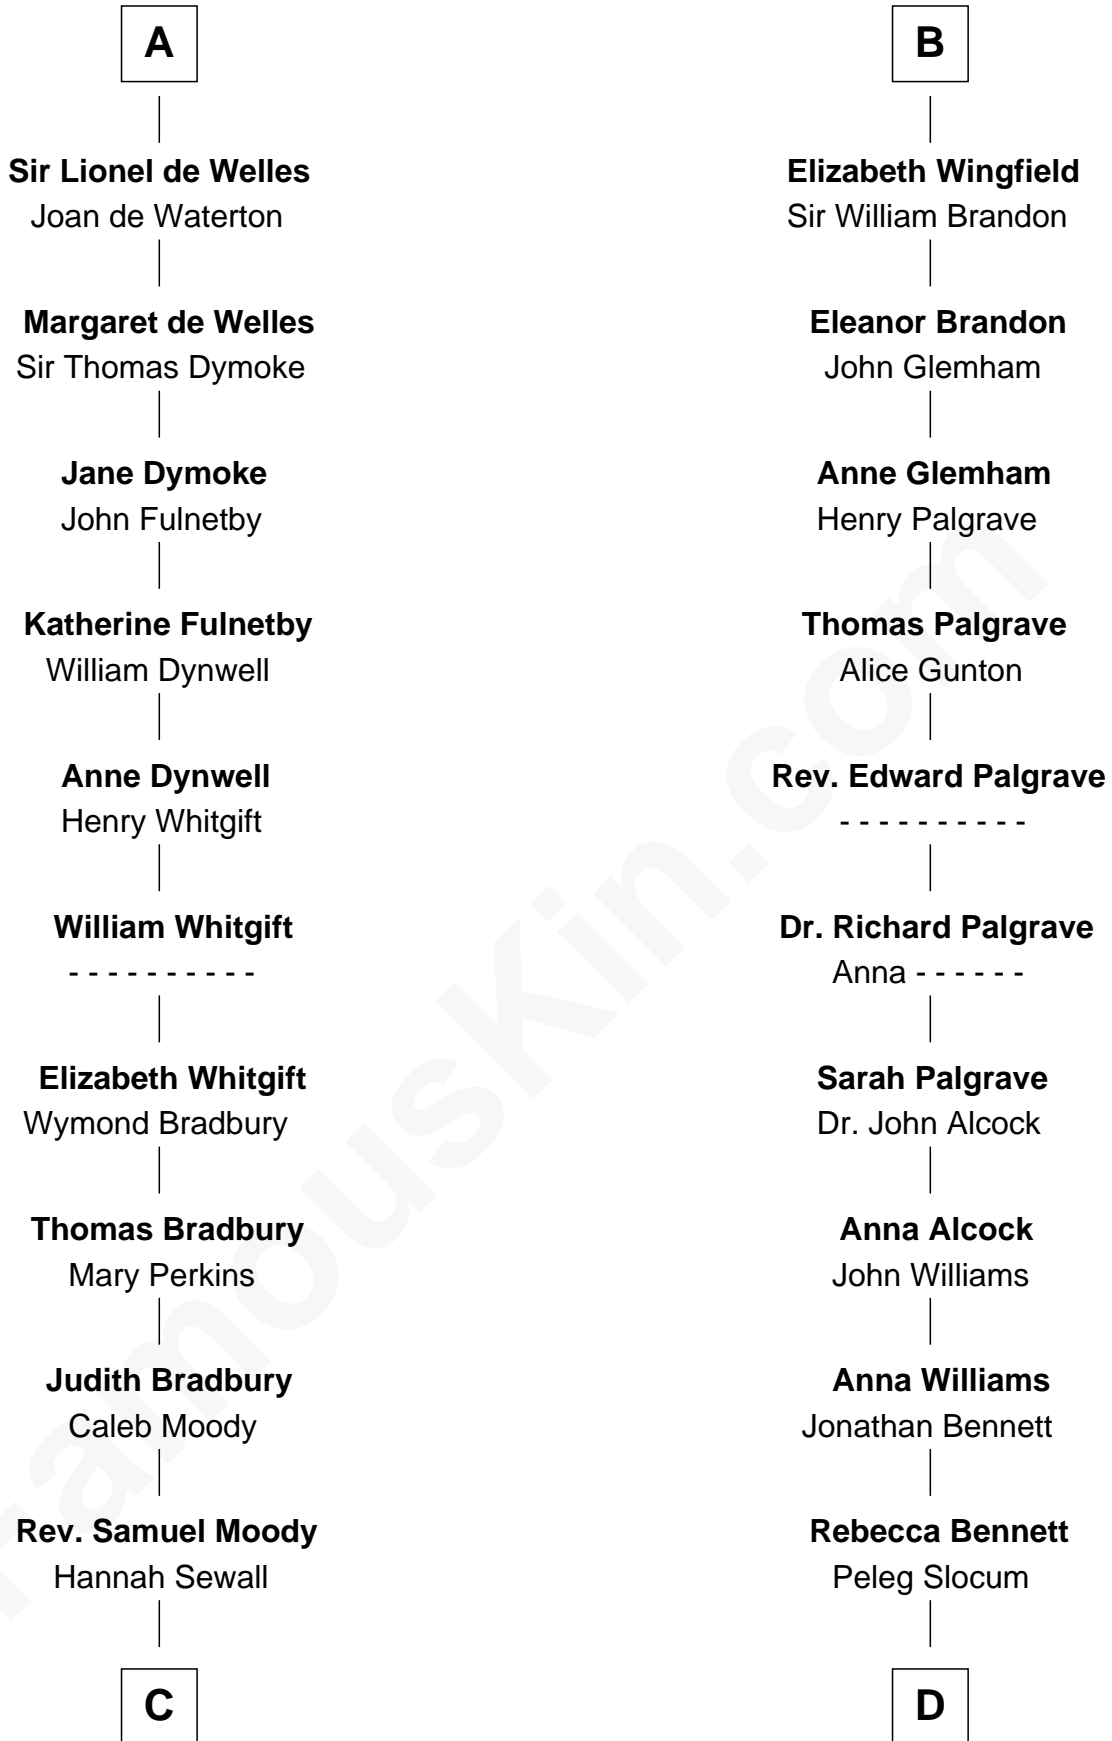 A
Sir Lionel de Welles
Joan de Waterton
Margaret de Welles
Sir Thomas Dymoke
Jane Dymoke
John Fulnetby
Katherine Fulnetby
William Dynwell
Anne Dynwell
Henry Whitgift
William Whitgift
- - - - - - - - - -
Elizabeth Whitgift
Wymond Bradbury
Thomas Bradbury
Mary Perkins
Judith Bradbury
Caleb Moody
Rev. Samuel Moody
Hannah Sewall
C
B
Elizabeth Wingfield
Sir William Brandon
Eleanor Brandon
John Glemham
Anne Glemham
Henry Palgrave
Thomas Palgrave
Alice Gunton
Rev. Edward Palgrave
- - - - - - - - - -
Dr. Richard Palgrave
Anna - - - - - -
Sarah Palgrave
Dr. John Alcock
Anna Alcock
John Williams
Anna Williams
Jonathan Bennett
Rebecca Bennett
Peleg Slocum
D
FamousKin.com